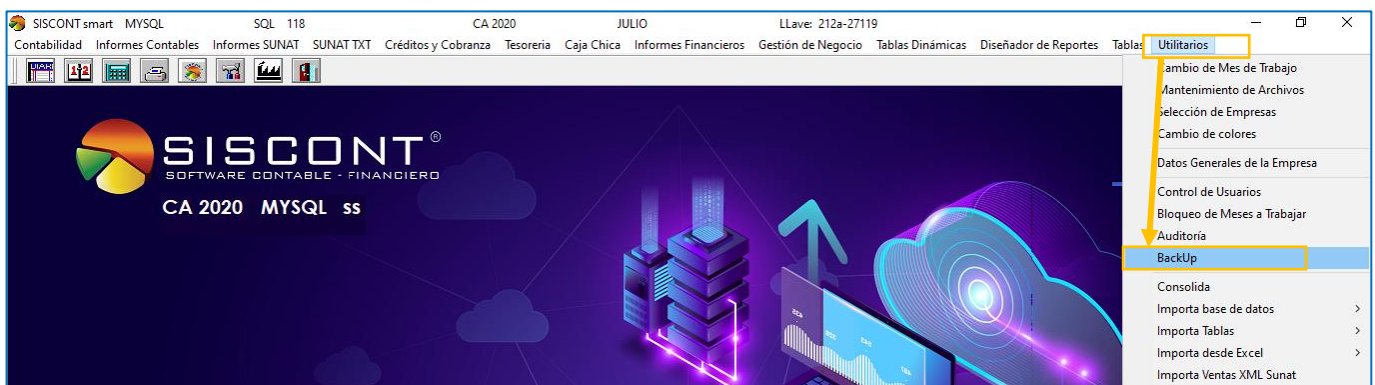 SISCONT smart MYSQL SQL 118 CA 2020 JULIO LLave: 212a-27119
Contabilidad Informes Contables Informes SUNAT SUNAT TXT Créditos y Cobranza Tesoreria Caja Chica Informes Financieros Gestión de Negocio Tablas Dinámicas Diseñador de Reportes Tablas Utilitarios
Cambio de Mes de Trabajo
Mantenimiento de Archivos
Selección de Empresas
Cambio de colores
Datos Generales de la Empresa
Control de Usuarios
Bloqueo de Meses a Trabajar
Auditoría
BackUp
Consolida
Importa base de datos
Importa Tablas
Importa desde Excel
Importa Ventas XML Sunat
SISCONT®
SOFTWARE CONTABLE - FINANCIERO
CA 2020 MYSQL ss